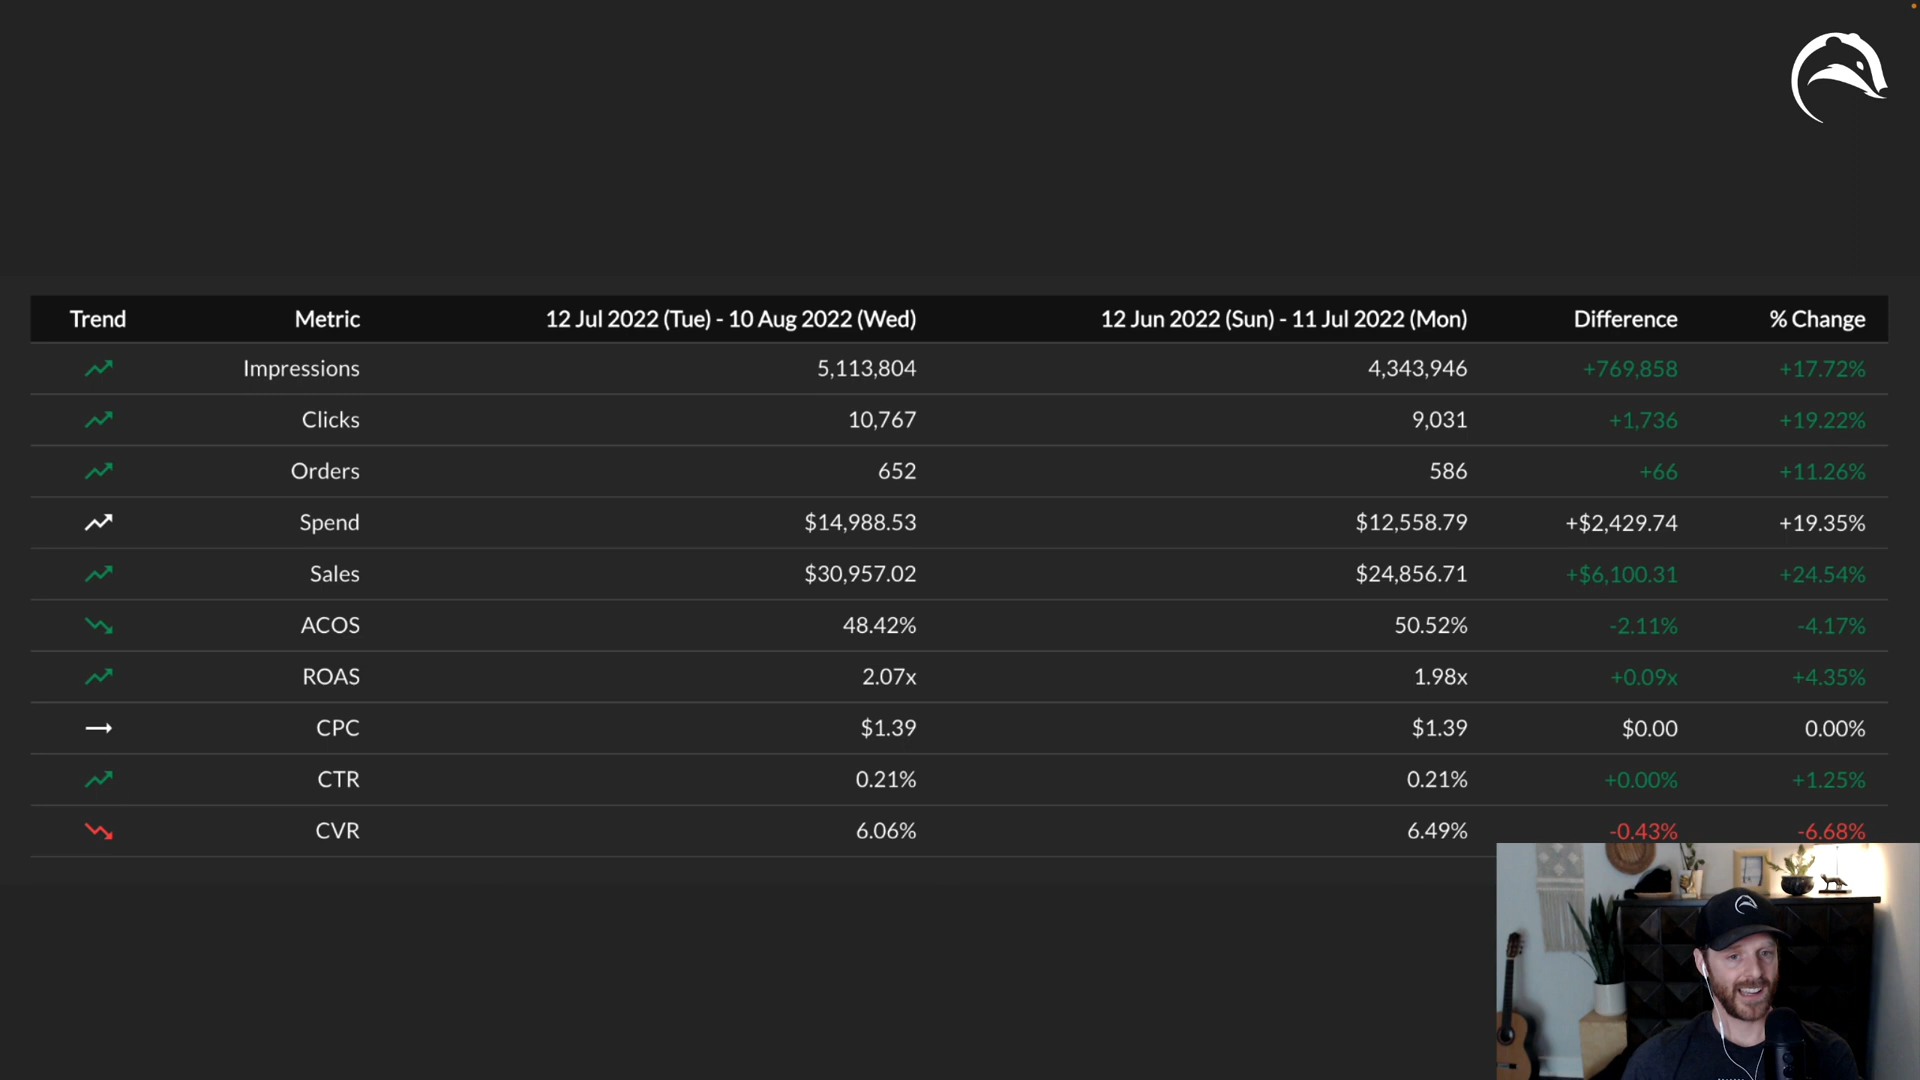 Trend Metric 12 Jul 2022 (Tue) - 10 Aug 2022 (Wed) 12 Jun 2022 (Sun) - 11 Jul 2022 (Mon) Difference % Change
Impressions 5,113,804 4,343,946 +769,858 +17.72%
Clicks 10,767 9,031 +1,736 +19.22%
Orders 652 586 +66 +11.26%
Spend $14,988.53 $12,558.79 +$2,429.74 +19.35%
Sales $30,957.02 $24,856.71 +$6,100.31 +24.54%
ACOS 48.42% 50.52% -2.11% -4.17%
ROAS 2.07x 1.98x +0.09x +4.35%
CPC $1.39 $1.39 $0.00 0.00%
CTR 0.21% 0.21% +0.00% +1.25%
CVR 6.06% 6.49% -0.43% -6.68%